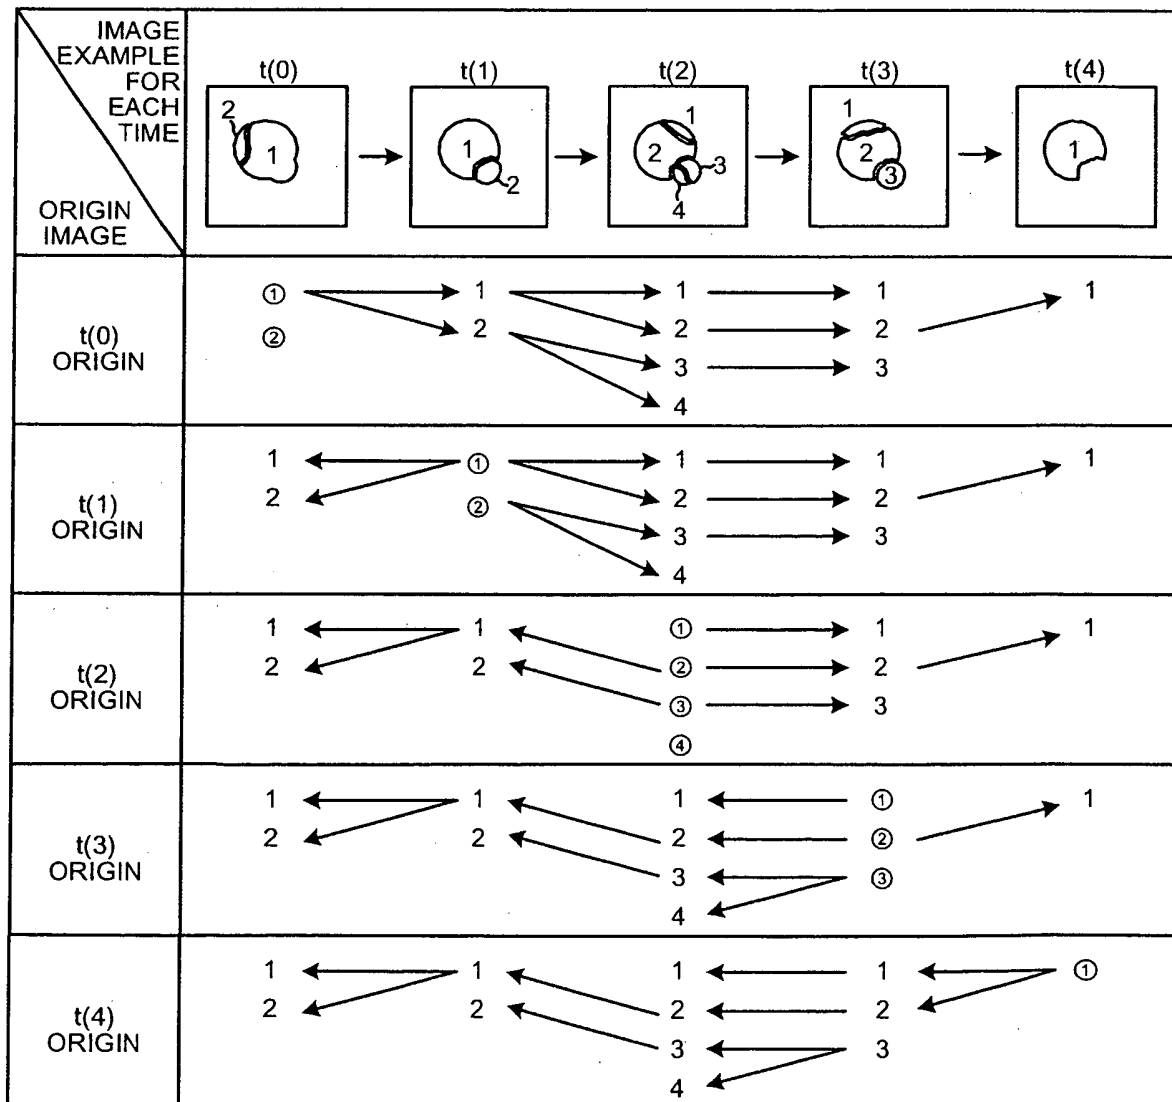 IMAGE
EXAMPLE
FOR
EACH
TIME
ORIGIN
IMAGE
t(0) t(1) t(2) t(3) t(4)
2 1
1 2
1 2 3 4
1 2 3
1
t(0)
ORIGIN
① 1 1 1 1
② 2 2 2
3 3
4
t(1)
ORIGIN
1 ① 1 1 1
2 ② 2 2
3 3
4
t(2)
ORIGIN
1 1 ① 1 1
2 2 ② 2
③ 3
④
t(3)
ORIGIN
1 1 1 ① 1
2 2 2 ②
3 ③
4
t(4)
ORIGIN
1 1 1 1 ①
2 2 2 2
3 3
4